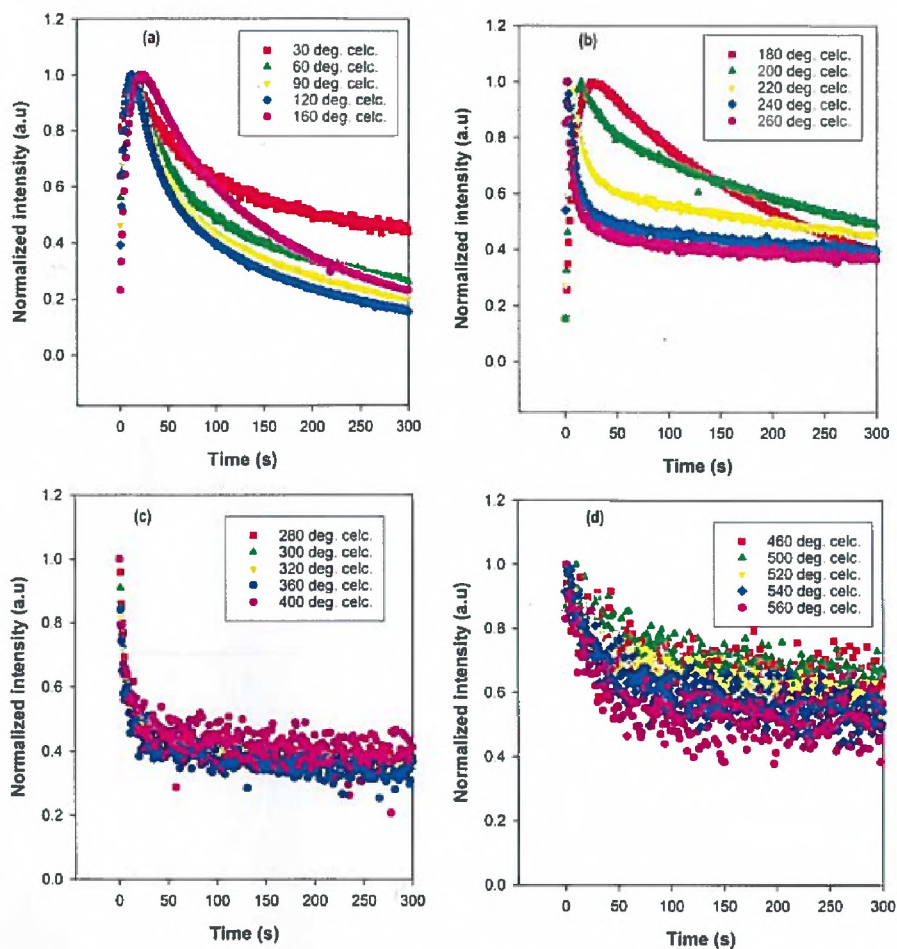 (a)
30 deg. celc.
60 deg. celc.
90 deg. celc.
120 deg. celc.
160 deg. celc.
1.2
1.0
0.8
0.6
0.4
0.2
0.0
Normalized intensity (a.u)
0 50 100 150 200 250 300
Time (s)
(b)
180 deg. celc.
200 deg. celc.
220 deg. celc.
240 deg. celc.
260 deg. celc.
1.2
1.0
0.8
0.6
0.4
0.2
0.0
Normalized intensity (a.u)
0 50 100 150 200 250 300
Time (s)
(c)
280 deg. celc.
300 deg. celc.
320 deg. celc.
360 deg. celc.
400 deg. celc.
1.2
1.0
0.8
0.6
0.4
0.2
0.0
Normalized intensity (a.u)
0 50 100 150 200 250 300
Time (s)
(d)
460 deg. celc.
500 deg. celc.
520 deg. celc.
540 deg. celc.
560 deg. celc.
1.2
1.0
0.8
0.6
0.4
0.2
0.0
Normalized intensity (a.u)
0 50 100 150 200 250 300
Time (s)